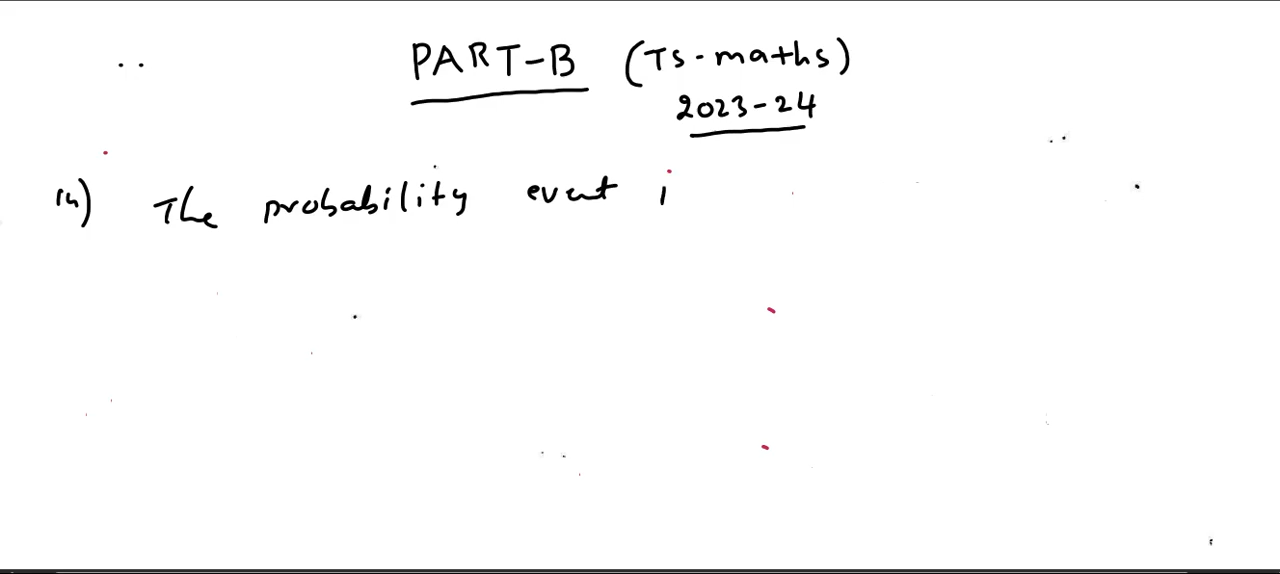 PART-B (TS-maths)
2023-24
14) The probability event i